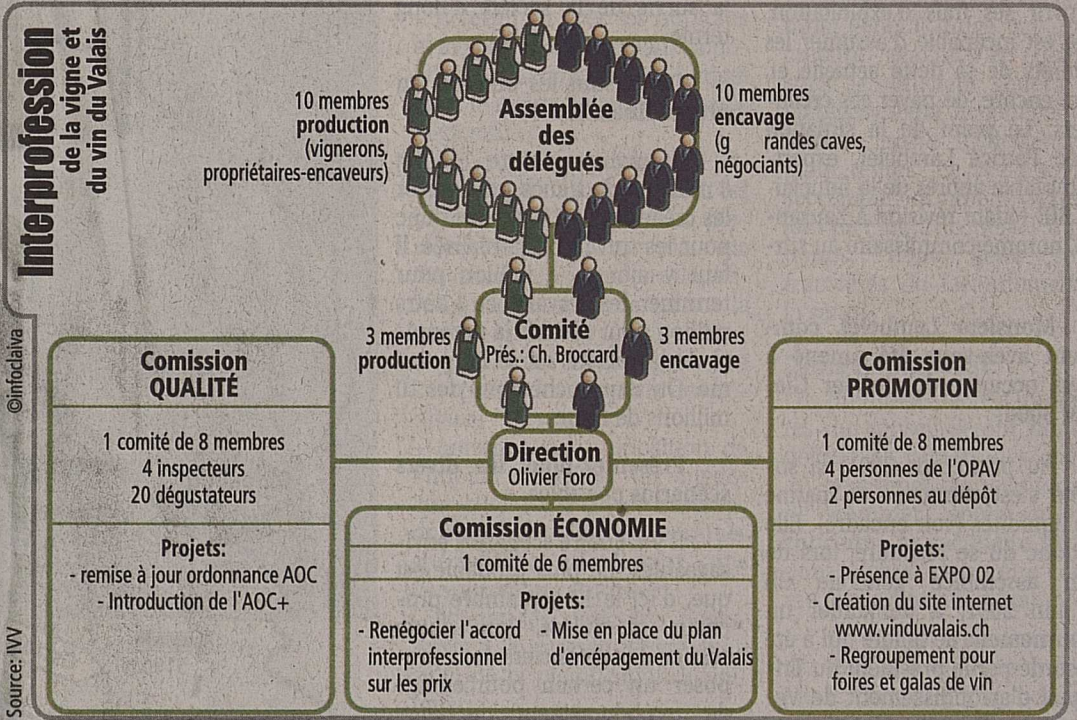 Interprofession
de la vigne et
du vin du Valais
10 membres
production
(vignerons,
propriétaires-encaveurs)
Assemblée
des
délégués
10 membres
encavage
(g randes caves,
négociants)
3 membres
production
Comité
Prés.: Ch. Broccard
3 membres
encavage
Direction
Olivier Foro
Comission
QUALITÉ
1 comité de 8 membres
4 inspecteurs
20 dégustateurs
Projets:
- remise à jour ordonnance AOC
- Introduction de l'AOC+
Comission ÉCONOMIE
1 comité de 6 membres
Projets:
- Renégocier l'accord
interprofessionnel
sur les prix
- Mise en place du plan
d'encépagement du Valais
Comission
PROMOTION
1 comité de 8 membres
4 personnes de l'OPAV
2 personnes au dépôt
Projets:
- Présence à EXPO 02
- Création du site internet
www.vinduvalais.ch
- Regroupement pour
foires et galas de vin
©infoclaiva
Source: IVV